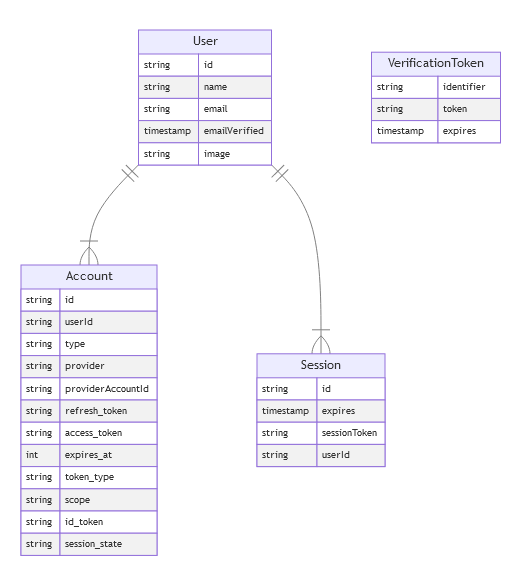 User
string id
string name
string email
timestamp emailVerified
string image
VerificationToken
string identifier
string token
timestamp expires
Account
string id
string userId
string type
string provider
string providerAccountId
string refresh_token
string access_token
int expires_at
string token_type
string scope
string id_token
string session_state
Session
string id
timestamp expires
string sessionToken
string userId